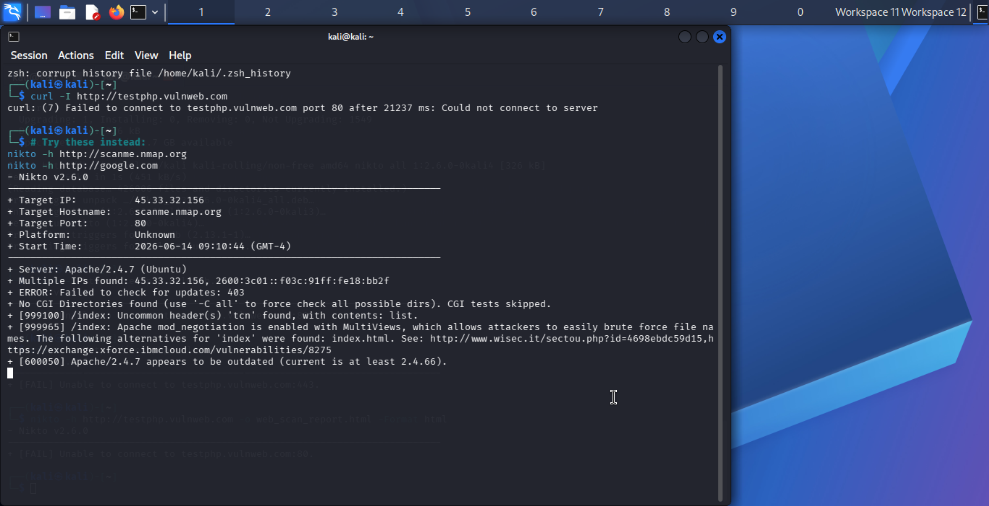 1 2 3 4 5 6 7 8 9 0 Workspace 11 Workspace 12
kali@kali: ~
Session Actions Edit View Help
zsh: corrupt history file /home/kali/.zsh_history
┌──(kali㉿kali)-[~]
└─$ curl -I http://testphp.vulnweb.com
curl: (7) Failed to connect to testphp.vulnweb.com port 80 after 21237 ms: Could not connect to server
┌──(kali㉿kali)-[~]
└─$ # Try these instead:
nikto -h http://scanme.nmap.org
nikto -h http://google.com
- Nikto v2.6.0
+ Target IP: 45.33.32.156
+ Target Hostname: scanme.nmap.org
+ Target Port: 80
+ Platform: Unknown
+ Start Time: 2026-06-14 09:10:44 (GMT-4)
+ Server: Apache/2.4.7 (Ubuntu)
+ Multiple IPs found: 45.33.32.156, 2600:3c01::f03c:91ff:fe18:bb2f
+ ERROR: Failed to check for updates: 403
+ No CGI Directories found (use '-C all' to force check all possible dirs). CGI tests skipped.
+ [999100] /index: Uncommon header(s) 'tcn' found, with contents: list.
+ [999965] /index: Apache mod_negotiation is enabled with MultiViews, which allows attackers to easily brute force file na
mes. The following alternatives for 'index' were found: index.html. See: http://www.wisec.it/sectou.php?id=4698ebdc59d15,h
ttps://exchange.xforce.ibmcloud.com/vulnerabilities/8275
+ [600050] Apache/2.4.7 appears to be outdated (current is at least 2.4.66).